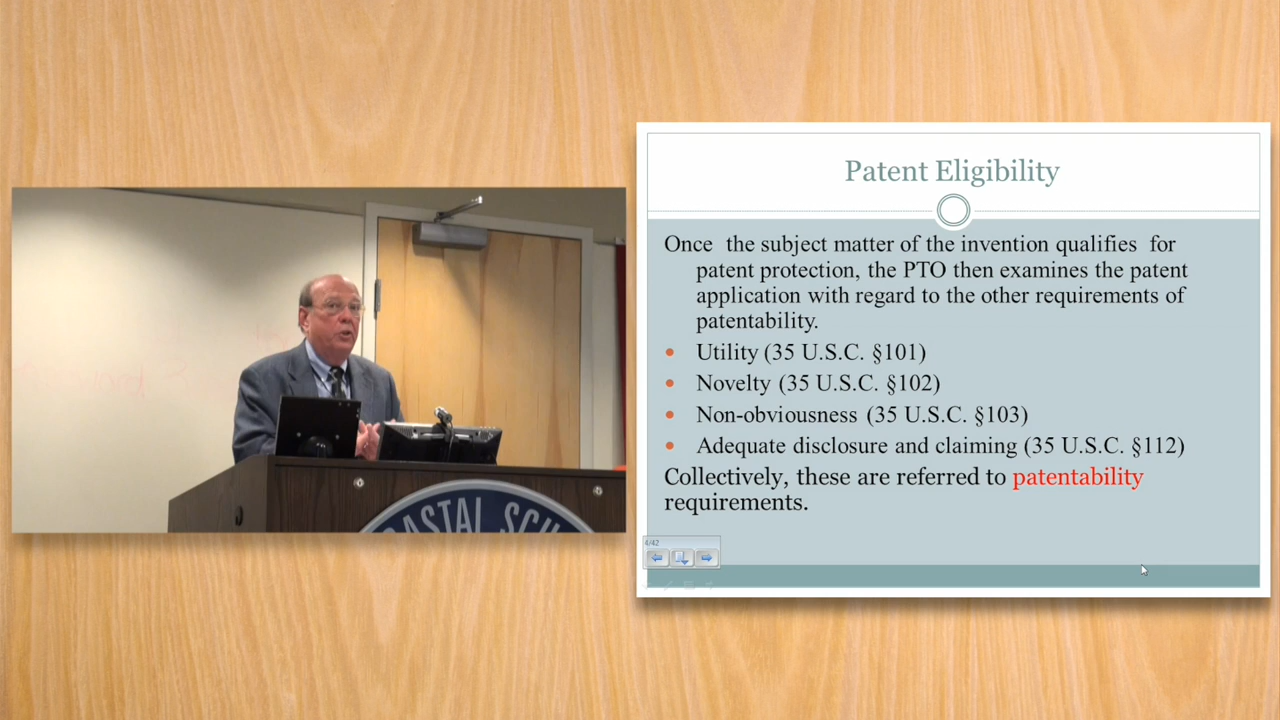 Patent Eligibility
Once the subject matter of the invention qualifies for
patent protection, the PTO then examines the patent
application with regard to the other requirements of
patentability.
• Utility (35 U.S.C. §101)
• Novelty (35 U.S.C. §102)
• Non-obviousness (35 U.S.C. §103)
• Adequate disclosure and claiming (35 U.S.C. §112)
Collectively, these are referred to patentability
requirements.
4/42